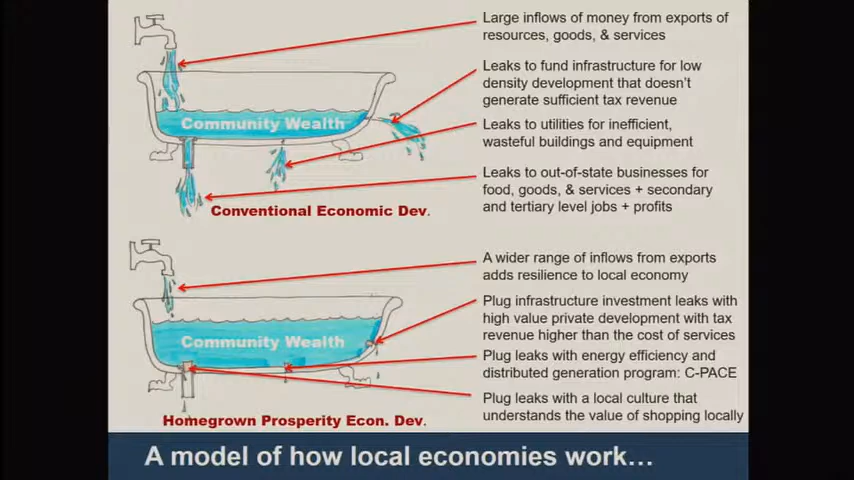 Large inflows of money from exports of
resources, goods, & services
Leaks to fund infrastructure for low
density development that doesn't
generate sufficient tax revenue
Community Wealth
Leaks to utilities for inefficient,
wasteful buildings and equipment
Leaks to out-of-state businesses for
food, goods, & services + secondary
and tertiary level jobs + profits
Conventional Economic Dev.
A wider range of inflows from exports
adds resilience to local economy
Plug infrastructure investment leaks with
high value private development with tax
revenue higher than the cost of services
Community Wealth
Plug leaks with energy efficiency and
distributed generation program: C-PACE
Plug leaks with a local culture that
understands the value of shopping locally
Homegrown Prosperity Econ. Dev.
A model of how local economies work...